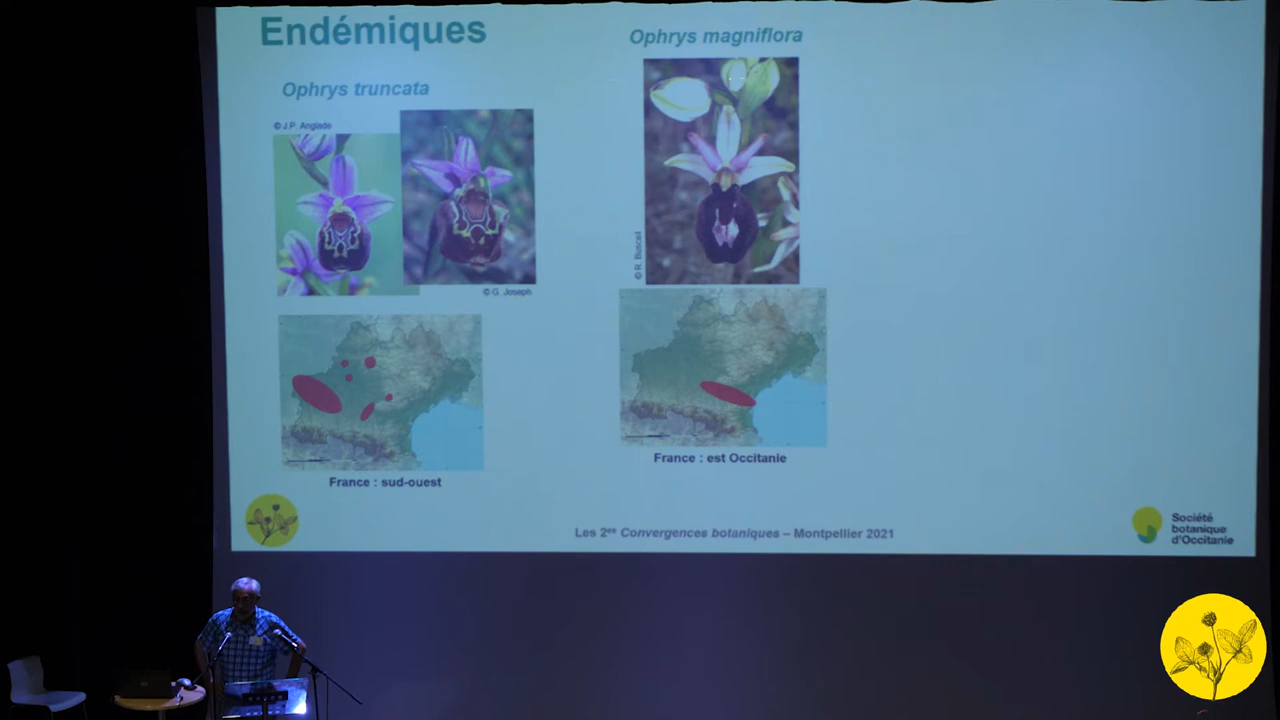 Endémiques
Ophrys truncata
© J.P. Anglade
© G. Joseph
France : sud-ouest
Ophrys magniflora
© R. Buscet
France : est Occitanie
Les 2es Convergences botaniques – Montpellier 2021
Société
botanique
d'Occitanie